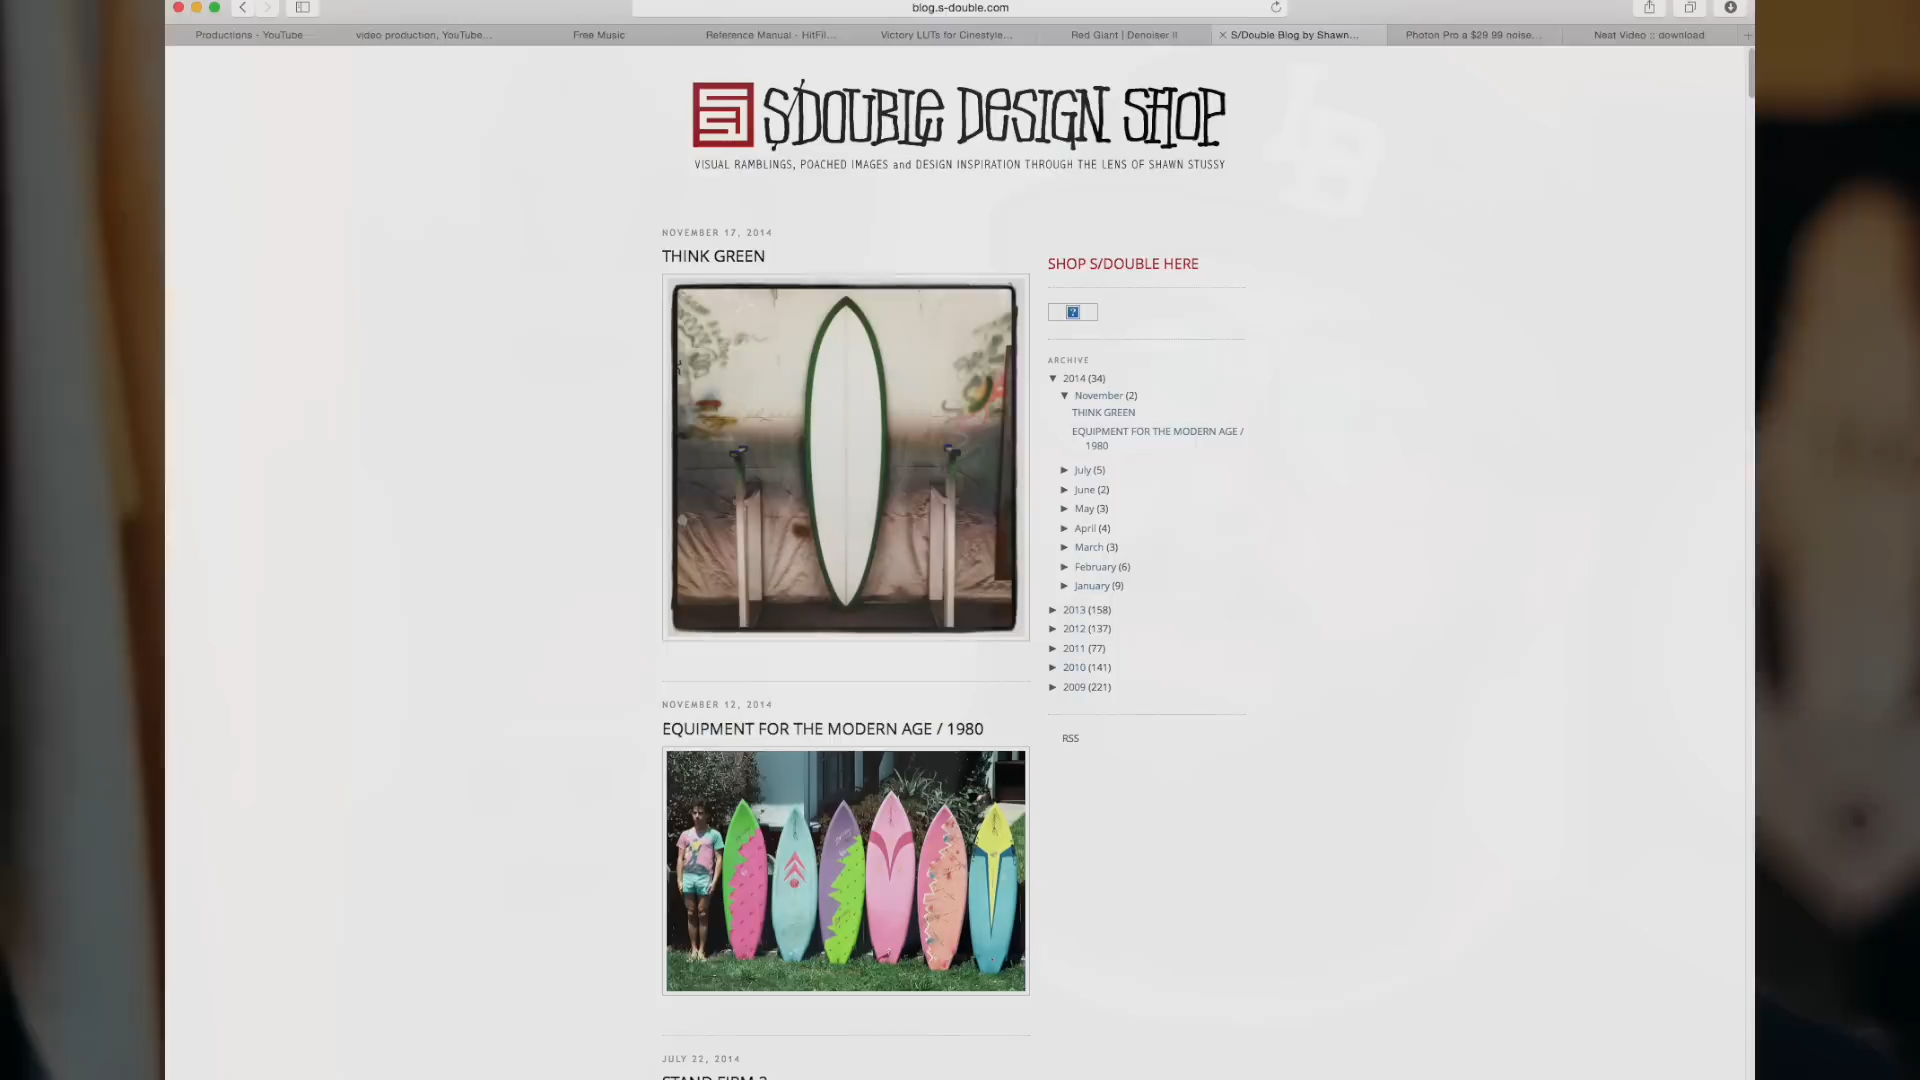 blog.s-double.com
Productions - YouTube
video production, YouTube...
Free Music
Reference Manual - HitFil...
Victory LUTs for Cinestyle...
Red Giant | Denoiser II
S/Double Blog by Shawn...
Photon Pro a $29.99 noise...
Neat Video :: download
S/DOUBLE DESIGN SHOP
VISUAL RAMBLINGS, POACHED IMAGES and DESIGN INSPIRATION THROUGH THE LENS OF SHAWN STUSSY
NOVEMBER 17, 2014
THINK GREEN
NOVEMBER 12, 2014
EQUIPMENT FOR THE MODERN AGE / 1980
JULY 22, 2014
STAND FIRM 2
SHOP S/DOUBLE HERE
ARCHIVE
▼ 2014 (34)
▼ November (2)
THINK GREEN
EQUIPMENT FOR THE MODERN AGE /
1980
► July (5)
► June (2)
► May (3)
► April (4)
► March (3)
► February (6)
► January (9)
► 2013 (158)
► 2012 (137)
► 2011 (77)
► 2010 (141)
► 2009 (221)
RSS